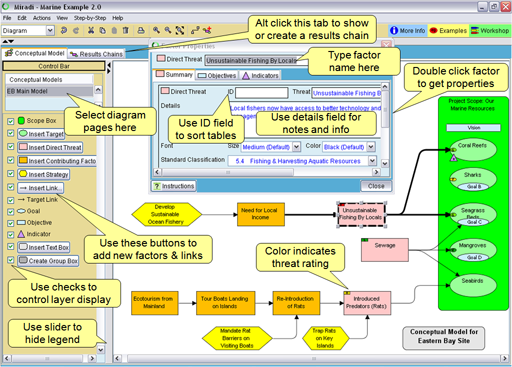 Miradi - Marine Example 2.0
File Edit Actions View Step-by-Step Help
Diagram
More Info Examples Workshop
Alt click this tab to show
or create a results chain
Conceptual Model Results Chains
Control Bar
Conceptual Models
EB Main Model
Select diagram
pages here
Scope Box
Insert Target
Insert Direct Threat
Insert Contributing Facto
Insert Strategy
Insert Link...
Target Link
Goal
Objective
Indicator
Insert Text Box
Create Group Box
Use these buttons to
add new factors & links
Use checks to
control layer display
Use slider to
hide legend
Properties
Direct Threat Unsustainable Fishing By Locals
Type factor
name here
Summary Objectives Indicators
Direct Threat ID Threat Unsustainable Fishing B
Details
Local fishers now have access to better technology and
Use ID field
to sort tables
Use details field for
notes and info
Font Size Medium (Default) Color Black (Default)
Standard Classification 5.4 Fishing & Harvesting Aquatic Resources
Instructions Close
Double click factor
to get properties
Project Scope: Our
Marine Resources
Vision
Coral Reefs
Sharks
Goal B
Seagrass
Beds
Goal C
Mangroves
Goal D
Seabirds
Develop
Sustainable
Ocean Fishery
Need for Local
Income
Unsustainable
Fishing By Locals
Sewage
Color indicates
threat rating
Ecotourism from
Mainland
Tour Boats Landing
on Islands
Re-Introduction
of Rats
Introduced
Predators (Rats)
Mandate Rat
Barriers on
Visiting Boats
Trap Rats
on Key
Islands
Conceptual Model for
Eastern Bay Site